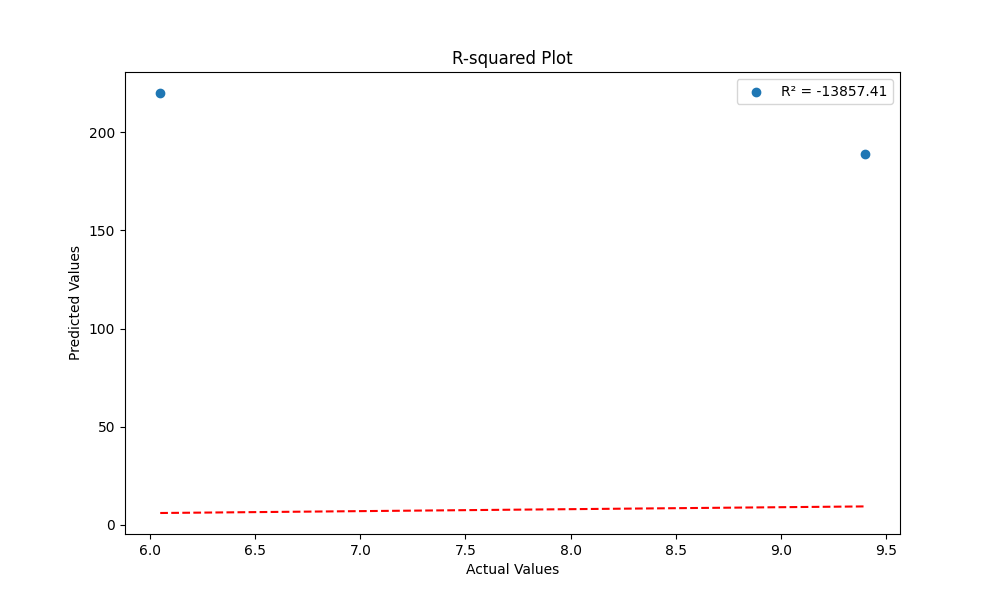 R-squared Plot
R² = -13857.41
200
150
100
50
0
Predicted Values
6.0 6.5 7.0 7.5 8.0 8.5 9.0 9.5
Actual Values